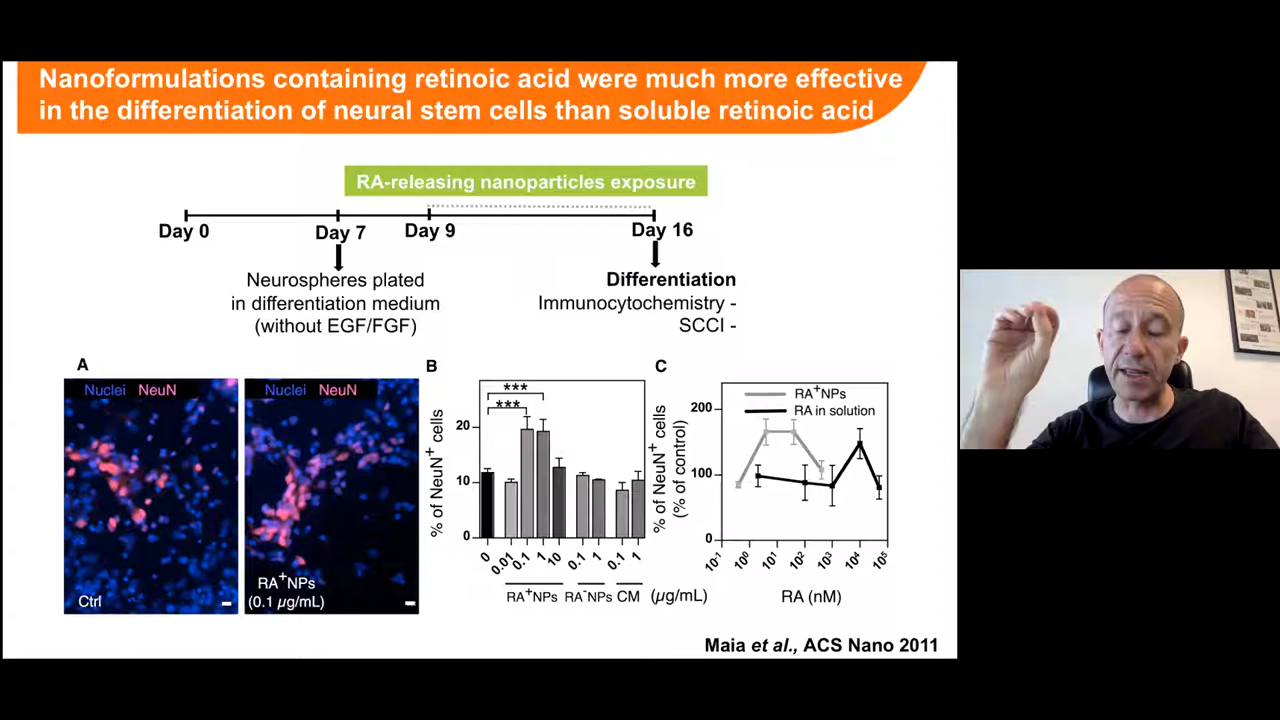 Nanoformulations containing retinoic acid were much more effective
in the differentiation of neural stem cells than soluble retinoic acid
RA-releasing nanoparticles exposure
Day 0
Day 7
Day 9
Day 16
Neurospheres plated
in differentiation medium
(without EGF/FGF)
Differentiation
Immunocytochemistry -
SCCI -
A
Nuclei NeuN
Ctrl
Nuclei NeuN
RA+NPs
(0.1 µg/mL)
B
% of NeuN+ cells
20
10
0
***
***
0
0.01
0.1
1
10
0.1
1
0.1
1
RA+NPs
RA-NPs
CM
(µg/mL)
C
% of NeuN+ cells
(% of control)
200
100
0
RA+NPs
RA in solution
10-1
100
101
102
103
104
105
RA (nM)
Maia et al., ACS Nano 2011